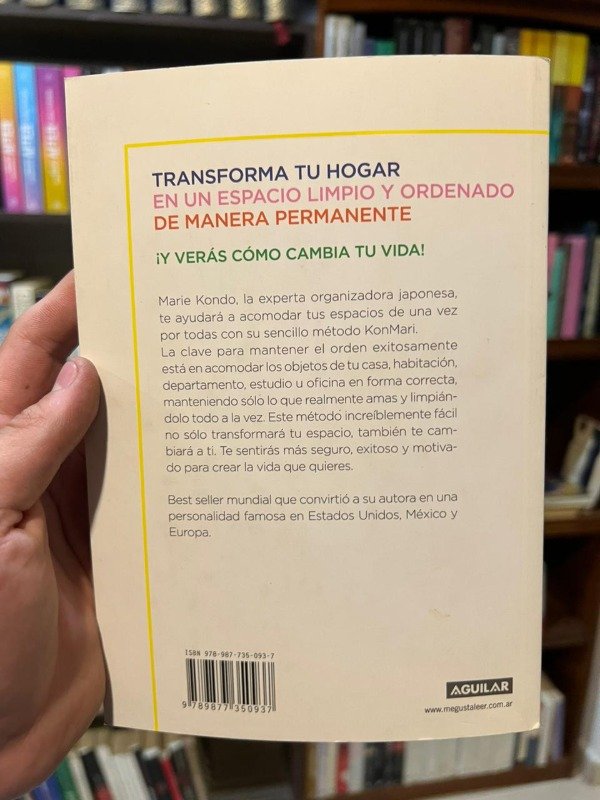 TRANSFORMA TU HOGAR
EN UN ESPACIO LIMPIO Y ORDENADO
DE MANERA PERMANENTE
¡Y VERÁS CÓMO CAMBIA TU VIDA!
Marie Kondo, la experta organizadora japonesa,
te ayudará a acomodar tus espacios de una vez
por todas con su sencillo método KonMari.
La clave para mantener el orden exitosamente
está en acomodar los objetos de tu casa, habitación,
departamento, estudio u oficina en forma correcta,
manteniendo sólo lo que realmente amas y limpián-
dolo todo a la vez. Este método increíblemente fácil
no sólo transformará tu espacio, también te cam-
biará a ti. Te sentirás más seguro, exitoso y motiva-
do para crear la vida que quieres.
Best seller mundial que convirtió a su autora en una
personalidad famosa en Estados Unidos, México y
Europa.
ISBN 978-987-735-093-7
9 789877 350937
AGUILAR
www.megustaleer.com.ar